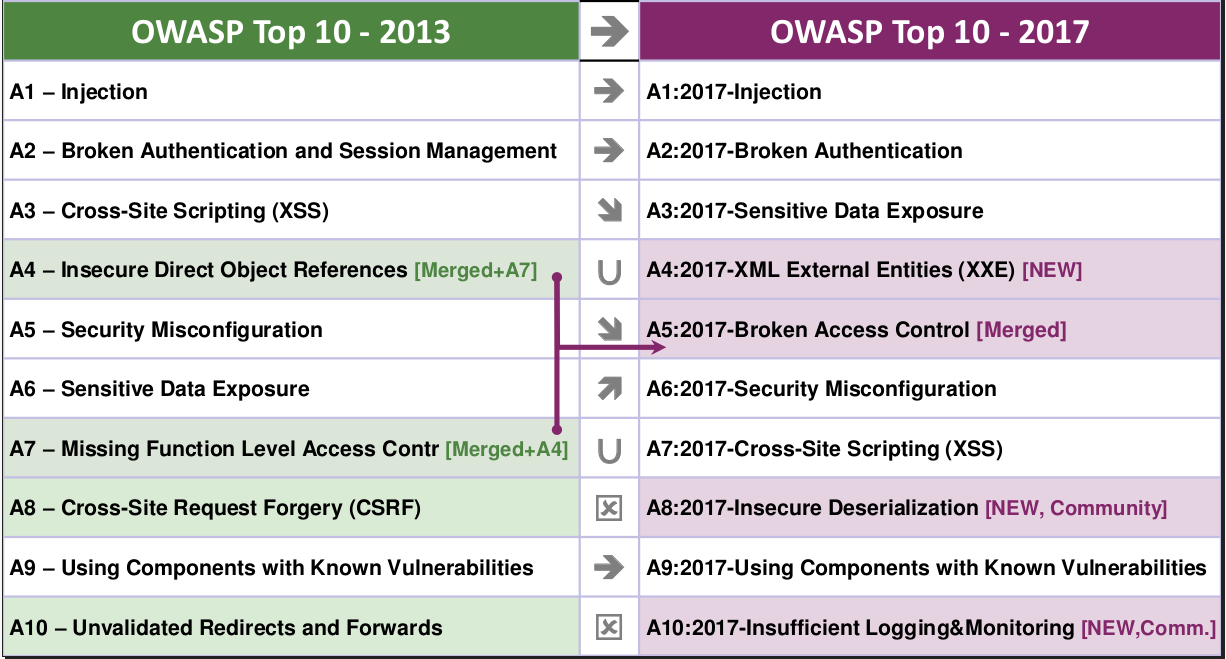 OWASP Top 10 - 2013 OWASP Top 10 - 2017
A1 – Injection A1:2017-Injection
A2 – Broken Authentication and Session Management A2:2017-Broken Authentication
A3 – Cross-Site Scripting (XSS) A3:2017-Sensitive Data Exposure
A4 – Insecure Direct Object References [Merged+A7] A4:2017-XML External Entities (XXE) [NEW]
A5 – Security Misconfiguration A5:2017-Broken Access Control [Merged]
A6 – Sensitive Data Exposure A6:2017-Security Misconfiguration
A7 – Missing Function Level Access Contr [Merged+A4] A7:2017-Cross-Site Scripting (XSS)
A8 – Cross-Site Request Forgery (CSRF) A8:2017-Insecure Deserialization [NEW, Community]
A9 – Using Components with Known Vulnerabilities A9:2017-Using Components with Known Vulnerabilities
A10 – Unvalidated Redirects and Forwards A10:2017-Insufficient Logging&Monitoring [NEW,Comm.]